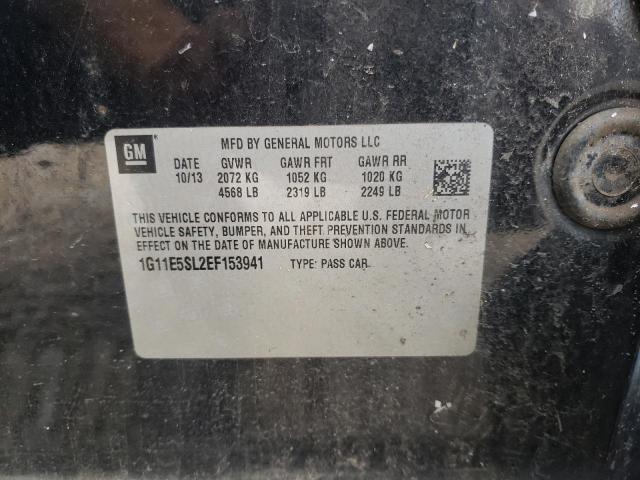 GM
MFD BY GENERAL MOTORS LLC
DATE GVWR GAWR FRT GAWR RR
10/13 2072 KG 1052 KG 1020 KG
4568 LB 2319 LB 2249 LB
THIS VEHICLE CONFORMS TO ALL APPLICABLE U.S. FEDERAL MOTOR
VEHICLE SAFETY, BUMPER, AND THEFT PREVENTION STANDARDS IN
EFFECT ON THE DATE OF MANUFACTURE SHOWN ABOVE.
1G11E5SL2EF153941 TYPE: PASS CAR